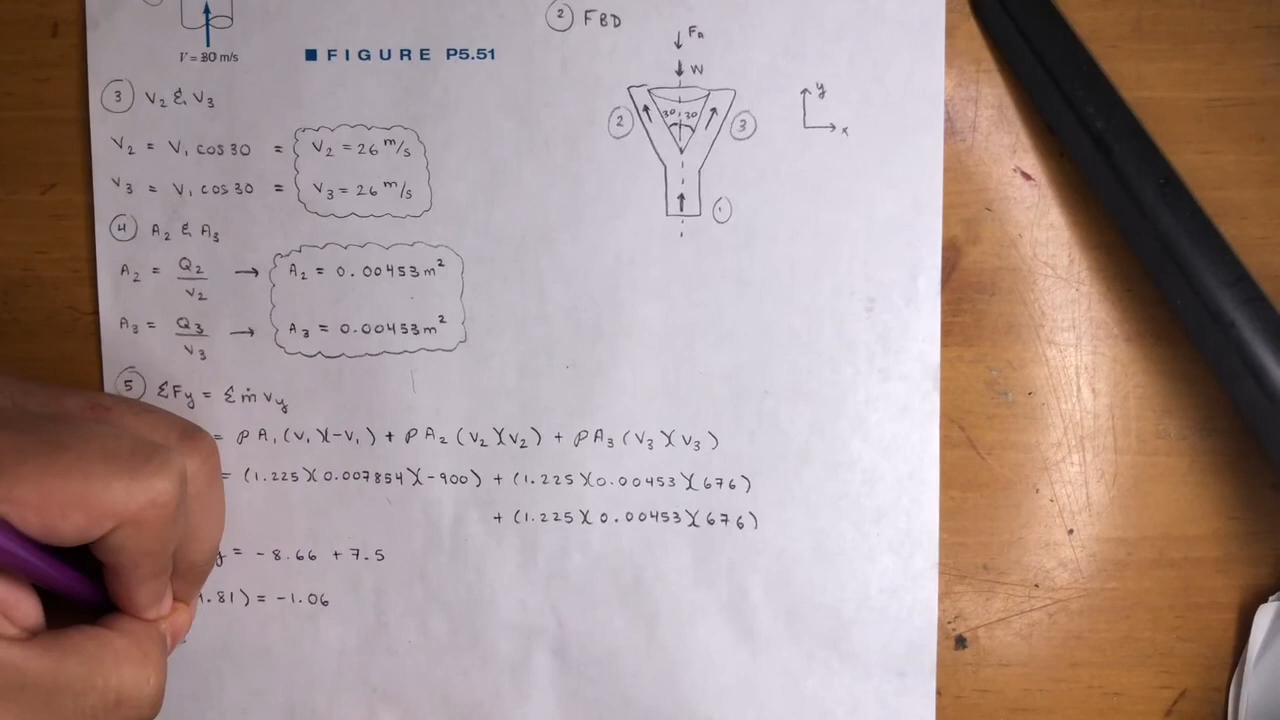 V = 30 m/s
■ FIGURE P5.51
② FBD
FA
W
30 30
②
③
①
y
x
③ V₂ & V₃
V₂ = V₁ cos 30 = V₂ = 26 m/s
V₃ = V₁ cos 30 = V₃ = 26 m/s
④ A₂ & A₃
A₂ = Q₂/V₂ → A₂ = 0.00453 m²
A₃ = Q₃/V₃ → A₃ = 0.00453 m²
⑤ ΣFy = Σṁ Vy
= ρA₁(V₁)(-V₁) + ρA₂(V₂)(V₂) + ρA₃(V₃)(V₃)
= (1.225)(0.007854)(-900) + (1.225)(0.00453)(676)
+ (1.225)(0.00453)(676)
= -8.66 + 7.5
.81) = -1.06